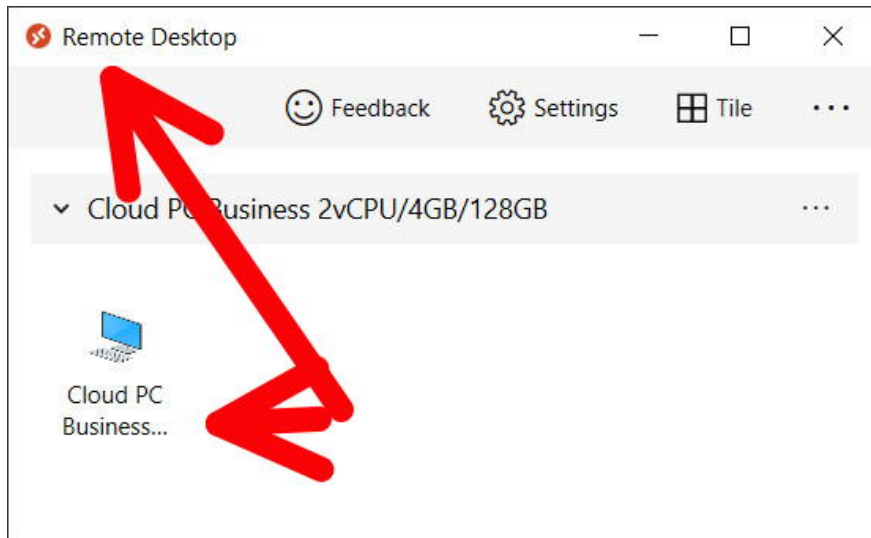 Remote Desktop
Feedback Settings Tile
Cloud PC Business 2vCPU/4GB/128GB
Cloud PC
Business...